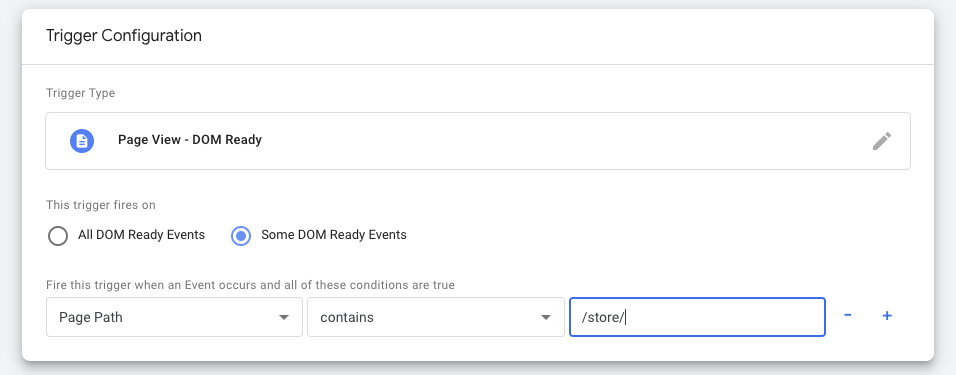 Trigger Configuration
Trigger Type
Page View - DOM Ready
This trigger fires on
All DOM Ready Events Some DOM Ready Events
Fire this trigger when an Event occurs and all of these conditions are true
Page Path contains /store/ - +